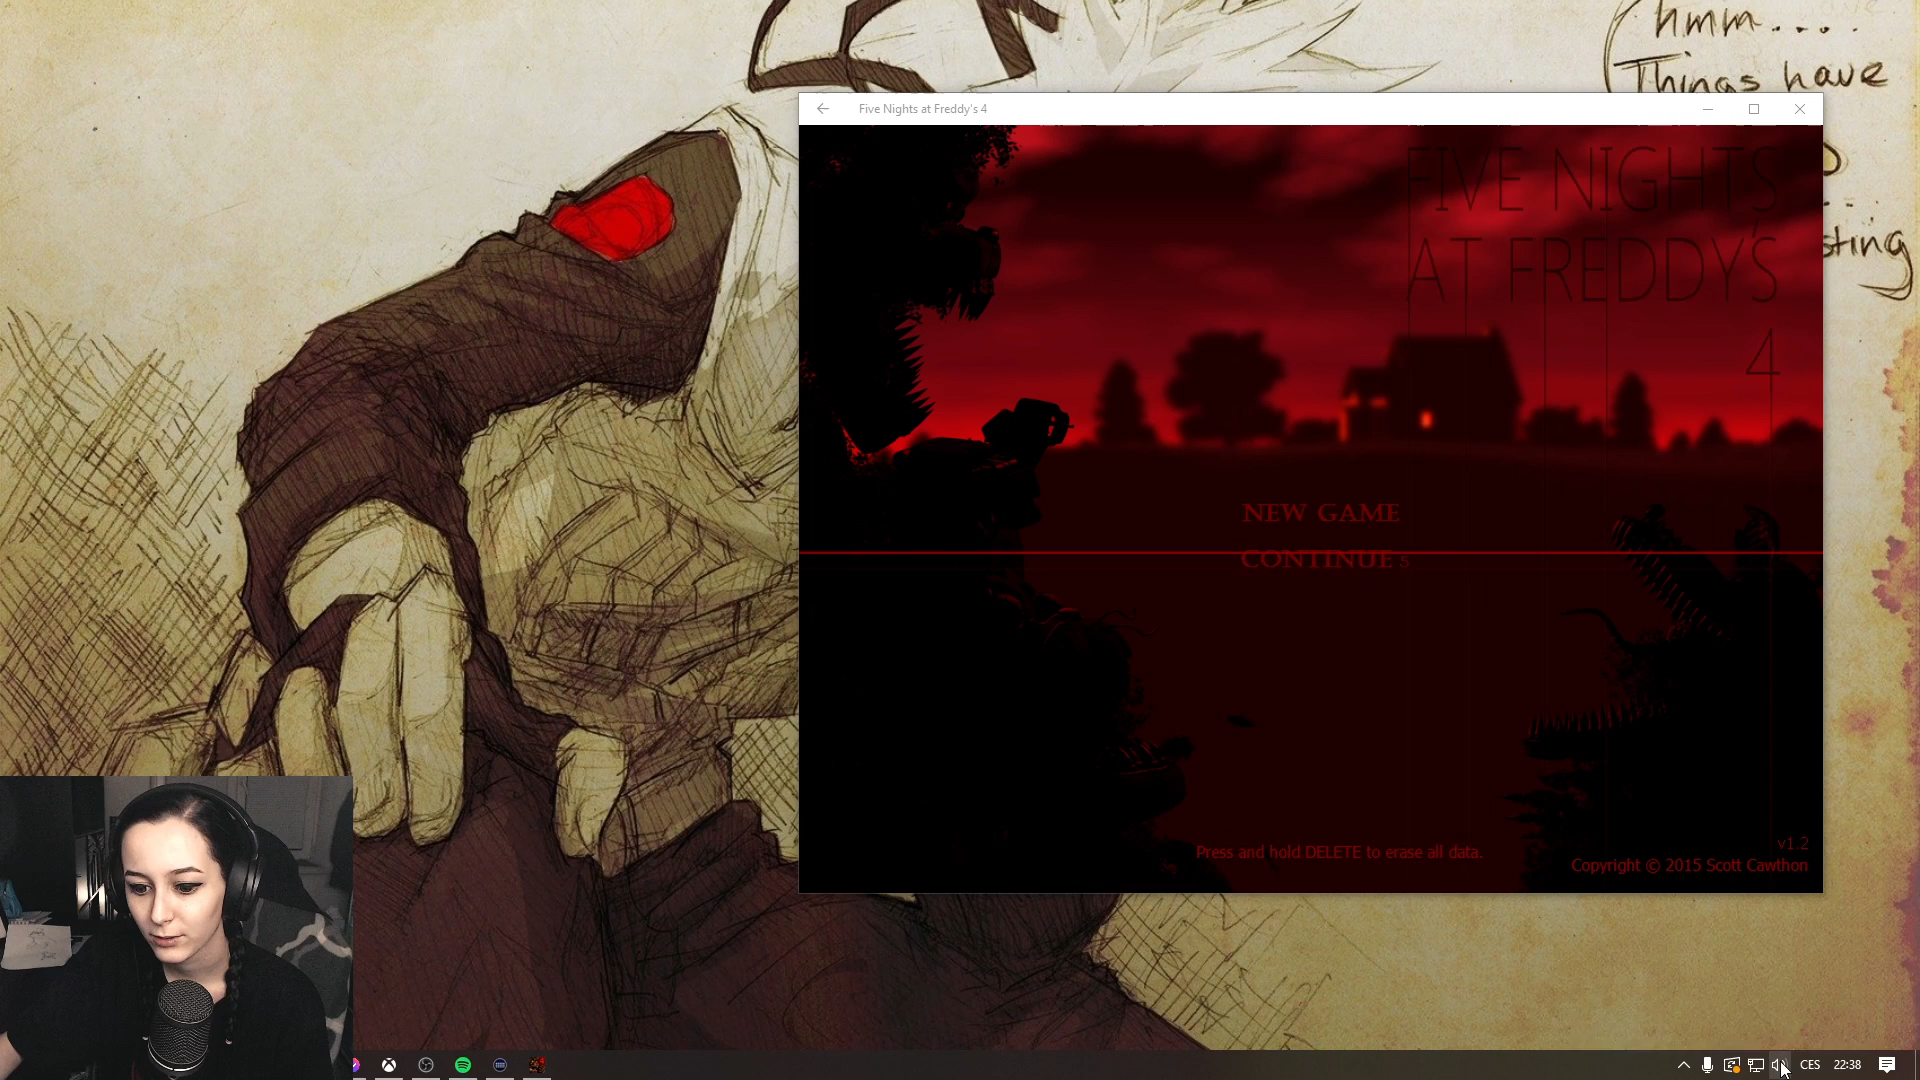 hmm....
Things have
Five Nights at Freddy's 4
sting
FIVE NIGHTS
AT FREDDY'S
4
NEW GAME
CONTINUE 5
Press and hold DELETE to erase all data.
v1.2
Copyright © 2015 Scott Cawthon
CES
22:38